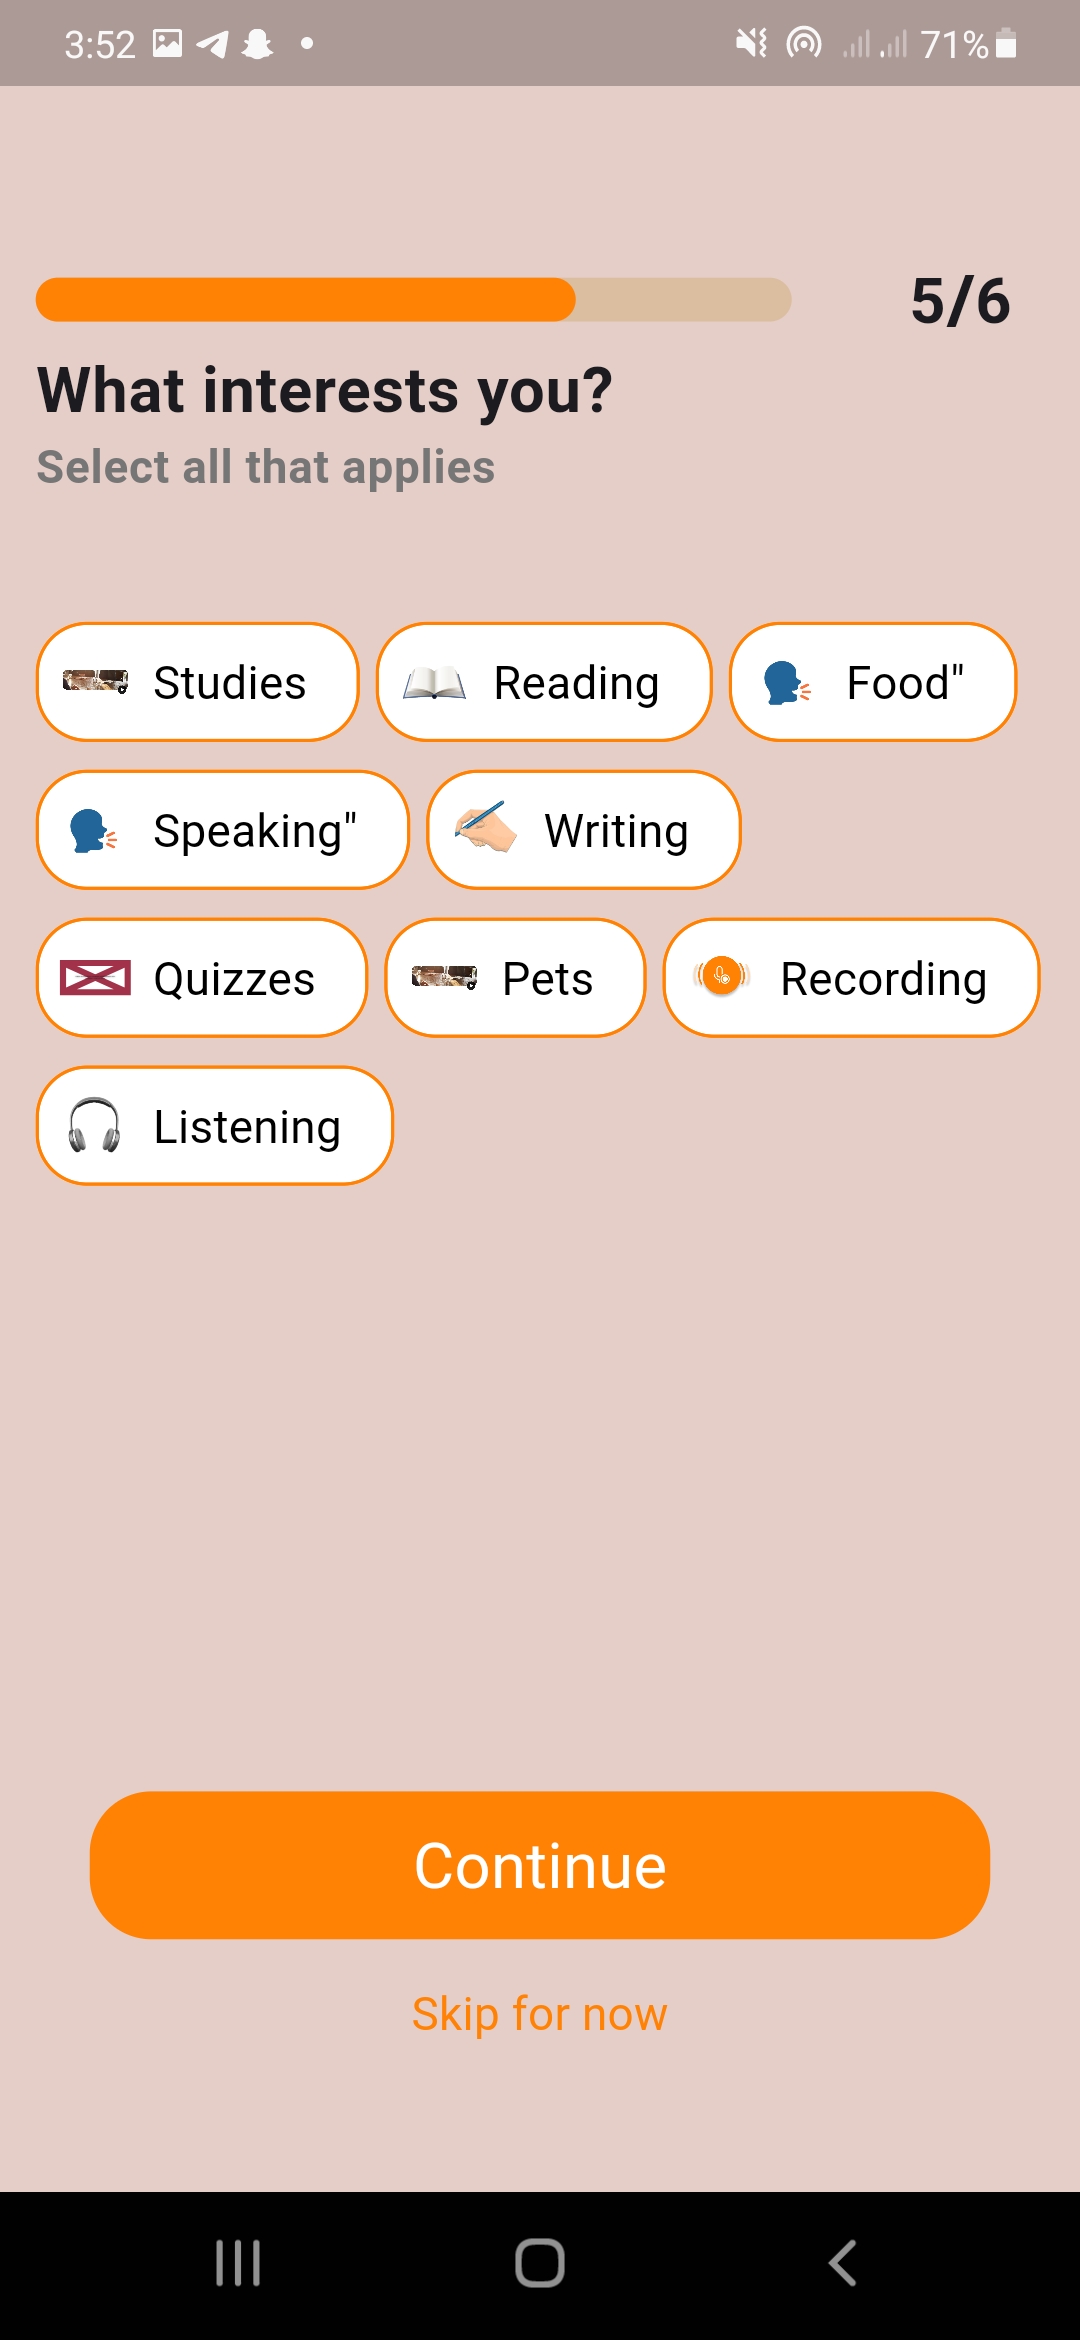 3:52 71%
5/6
What interests you?
Select all that applies
Studies Reading Food"
Speaking" Writing
Quizzes Pets Recording
Listening
Continue
Skip for now